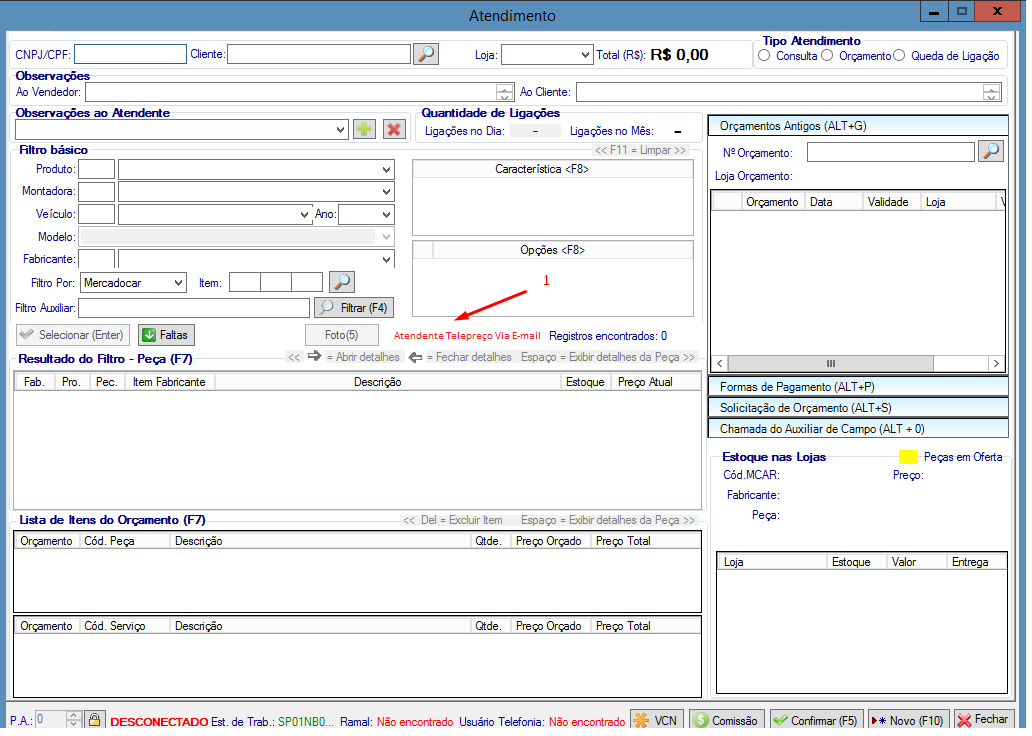 Atendimento
CNPJ/CPF: Cliente: Loja: Total (R$): R$ 0,00
Tipo Atendimento
Consulta Orçamento Queda de Ligação
Observações
Ao Vendedor: Ao Cliente:
Observações ao Atendente
Quantidade de Ligações
Ligações no Dia: - Ligações no Mês: -
Filtro básico
<< F11 = Limpar >>
Produto:
Montadora:
Veículo: Ano:
Modelo:
Fabricante:
Filtro Por: Mercadocar Item:
Filtro Auxiliar: Filtrar (F4)
Característica <F8>
Opções <F8>
1
Selecionar (Enter) Faltas Foto(5) Atendente Telepreço Via E-mail Registros encontrados: 0
Resultado do Filtro - Peça (F7)
<< = Abrir detalhes = Fechar detalhes Espaço = Exibir detalhes da Peça >>
Fab. Pro. Pec. Item Fabricante Descrição Estoque Preço Atual
Lista de Itens do Orçamento (F7)
<< Del = Excluir Item Espaço = Exibir detalhes da Peça >>
Orçamento Cód. Peça Descrição Qtde. Preço Orçado Preço Total
Orçamento Cód. Serviço Descrição Qtde. Preço Orçado Preço Total
Orçamentos Antigos (ALT+G)
Nº Orçamento:
Loja Orçamento:
Orçamento Data Validade Loja V
Formas de Pagamento (ALT+P)
Solicitação de Orçamento (ALT+S)
Chamada do Auxiliar de Campo (ALT + 0)
Estoque nas Lojas Peças em Oferta
Cód.MCAR: Preço:
Fabricante:
Peça:
Loja Estoque Valor Entrega
P.A.: 0 DESCONECTADO Est. de Trab.: SP01NB0... Ramal: Não encontrado Usuário Telefonia: Não encontrado VCN Comissão Confirmar (F5) Novo (F10) Fechar